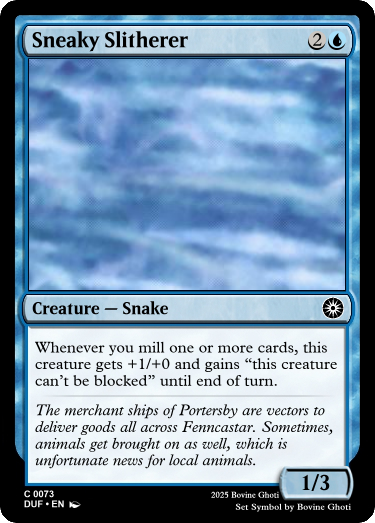 Sneaky Slitherer 2
Creature — Snake
Whenever you mill one or more cards, this
creature gets +1/+0 and gains “this creature
can’t be blocked” until end of turn.
The merchant ships of Portersby are vectors to
deliver goods all across Fenncastar. Sometimes,
animals get brought on as well, which is
unfortunate news for local animals.
1/3
C 0073
DUF • EN
2025 Bovine Ghoti
Set Symbol by Bovine Ghoti